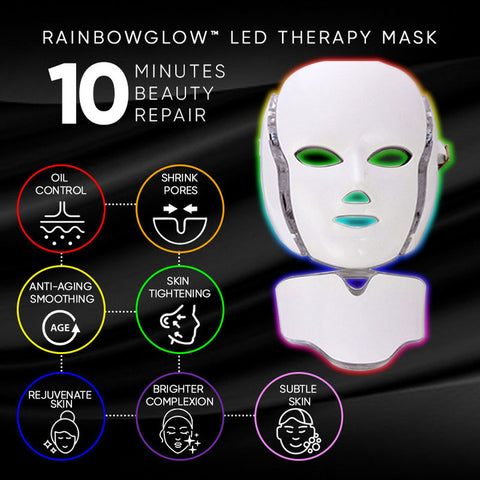 RAINBOWGLOW™ LED THERAPY MASK
10
MINUTES
BEAUTY
REPAIR
OIL
CONTROL
SHRINK
PORES
ANTI-AGING
SMOOTHING
AGE
SKIN
TIGHTENING
REJUVENATE
SKIN
BRIGHTER
COMPLEXION
SUBTLE
SKIN